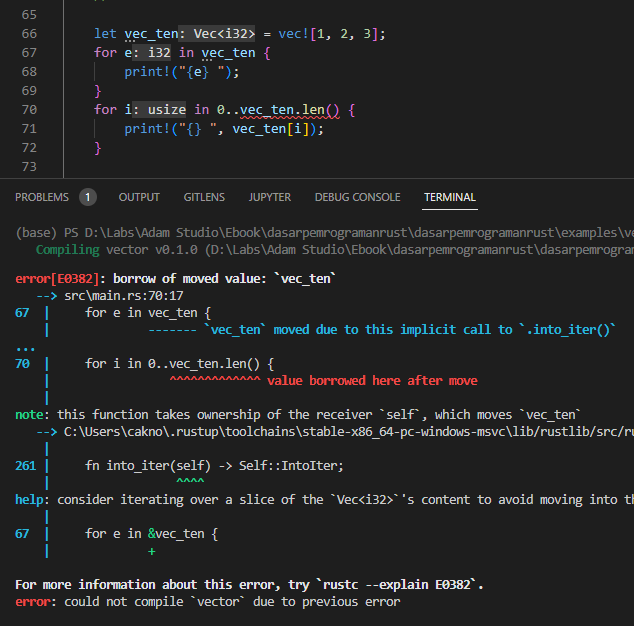 65
66 let vec_ten: Vec<i32> = vec![1, 2, 3];
67 for e: i32 in vec_ten {
68 print!("{e} ");
69 }
70 for i: usize in 0..vec_ten.len() {
71 print!("{} ", vec_ten[i]);
72 }
73
PROBLEMS 1 OUTPUT GITLENS JUPYTER DEBUG CONSOLE TERMINAL
(base) PS D:\Labs\Adam Studio\Ebook\dasarpemrogramanrust\dasarpemrogramanrust\examples\ve
Compiling vector v0.1.0 (D:\Labs\Adam Studio\Ebook\dasarpemrogramanrust\dasarpemrogram
error[E0382]: borrow of moved value: `vec_ten`
--> src\main.rs:70:17
67 | for e in vec_ten {
| ------- `vec_ten` moved due to this implicit call to `.into_iter()`
...
70 | for i in 0..vec_ten.len() {
| ^^^^^^^^^^^^^ value borrowed here after move
|
note: this function takes ownership of the receiver `self`, which moves `vec_ten`
--> C:\Users\cakno\.rustup\toolchains\stable-x86_64-pc-windows-msvc\lib/rustlib/src/ru
|
261 | fn into_iter(self) -> Self::IntoIter;
| ^^^^
help: consider iterating over a slice of the `Vec<i32>`'s content to avoid moving into th
|
67 | for e in &vec_ten {
| +
For more information about this error, try `rustc --explain E0382`.
error: could not compile `vector` due to previous error